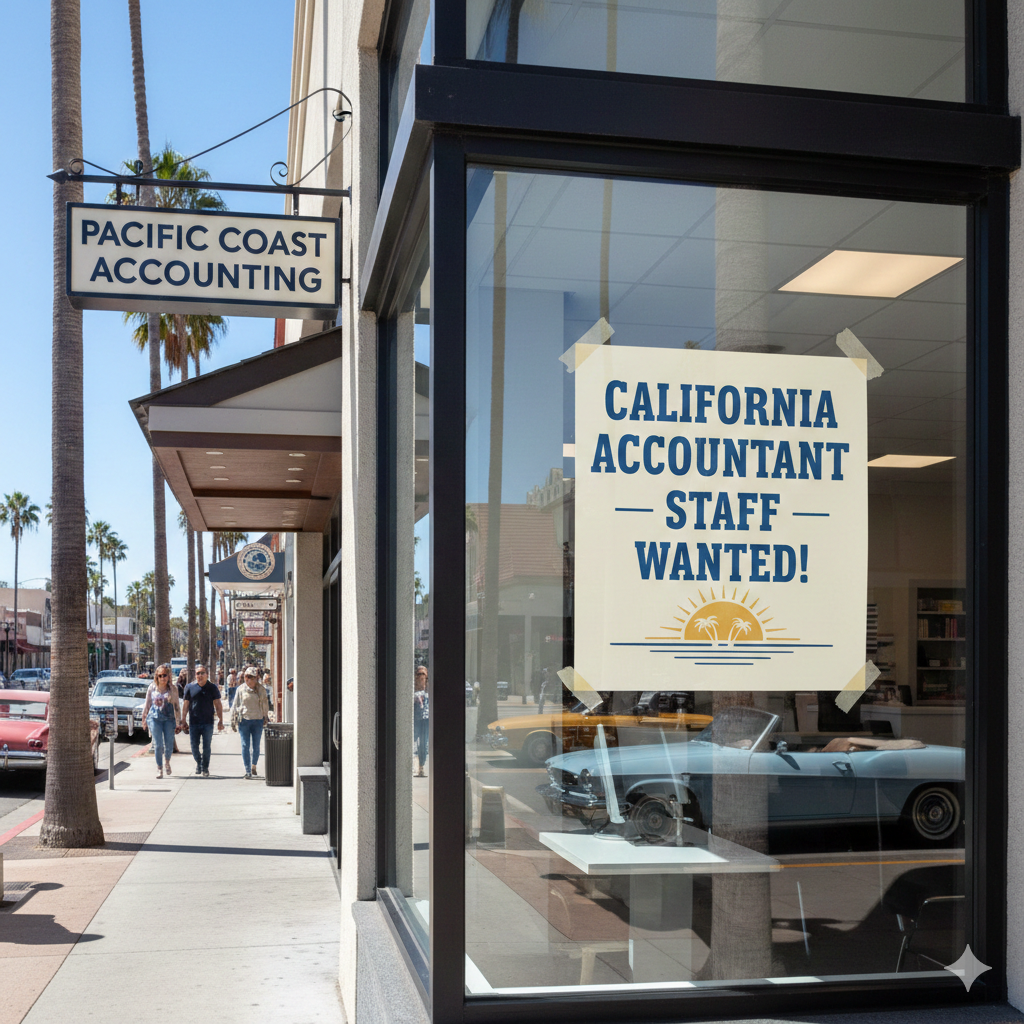 PACIFIC COAST
ACCOUNTING
CALIFORNIA
ACCOUNTANT
STAFF
WANTED!